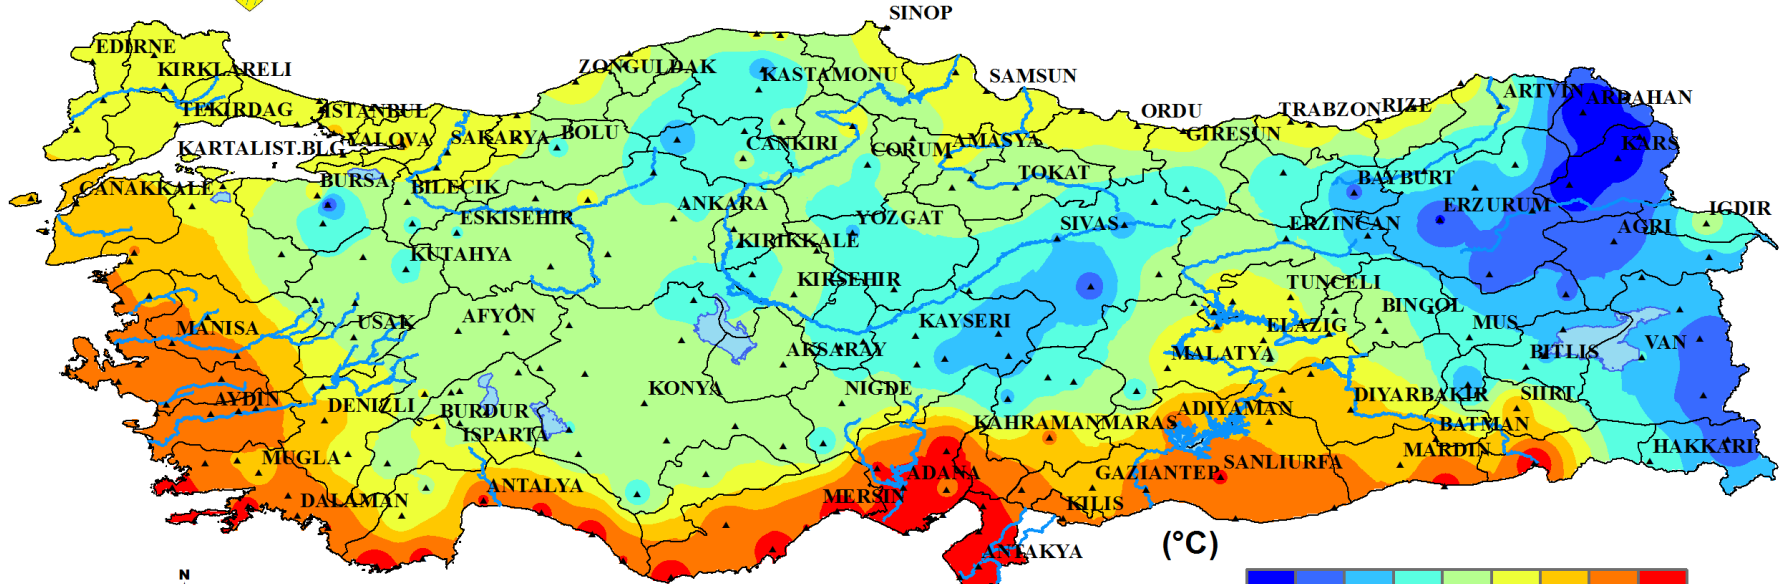 SINOP
EDIRNE
KIRKLARELI
ZONGULDAK
KASTAMONU
SAMSUN
ARTVIN
ARDAHAN
TEKIRDAG
ISTANBUL
ORDU
TRABZON
RIZE
YALOVA
SAKARYA
BOLU
GIRESUN
KARTAL
IST.BLG
CANKIRI
CORUM
AMASYA
KARS
CANAKKALE
BURSA
BILECIK
TOKAT
BAYBURT
ESKISEHIR
ANKARA
YOZGAT
SIVAS
ERZINCAN
ERZURUM
IGDIR
AGRI
KUTAHYA
KIRIKKALE
KIRSEHIR
TUNCELI
BINGOL
MANISA
USAK
AFYON
KAYSERI
ELAZIG
MUS
AKSARAY
MALATYA
BITLIS
VAN
AYDIN
DENIZLI
BURDUR
KONYA
NIGDE
DIYARBAKIR
SIIRT
ISPARTA
KAHRAMANMARAS
ADIYAMAN
BATMAN
MUGLA
ADANA
GAZIANTEP
SANLIURFA
MARDIN
HAKKARI
DALAMAN
ANTALYA
MERSIN
KILIS
ANTAKYA
(°C)
N